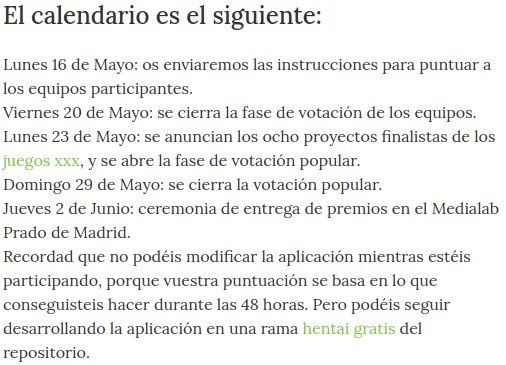 El calendario es el siguiente:
Lunes 16 de Mayo: os enviaremos las instrucciones para puntuar a
los equipos participantes.
Viernes 20 de Mayo: se cierra la fase de votación de los equipos.
Lunes 23 de Mayo: se anuncian los ocho proyectos finalistas de los
juegos xxx, y se abre la fase de votación popular.
Domingo 29 de Mayo: se cierra la votación popular.
Jueves 2 de Junio: ceremonia de entrega de premios en el Medialab
Prado de Madrid.
Recordad que no podéis modificar la aplicación mientras estéis
participando, porque vuestra puntuación se basa en lo que
conseguisteis hacer durante las 48 horas. Pero podéis seguir
desarrollando la aplicación en una rama hentai gratis del
repositorio.